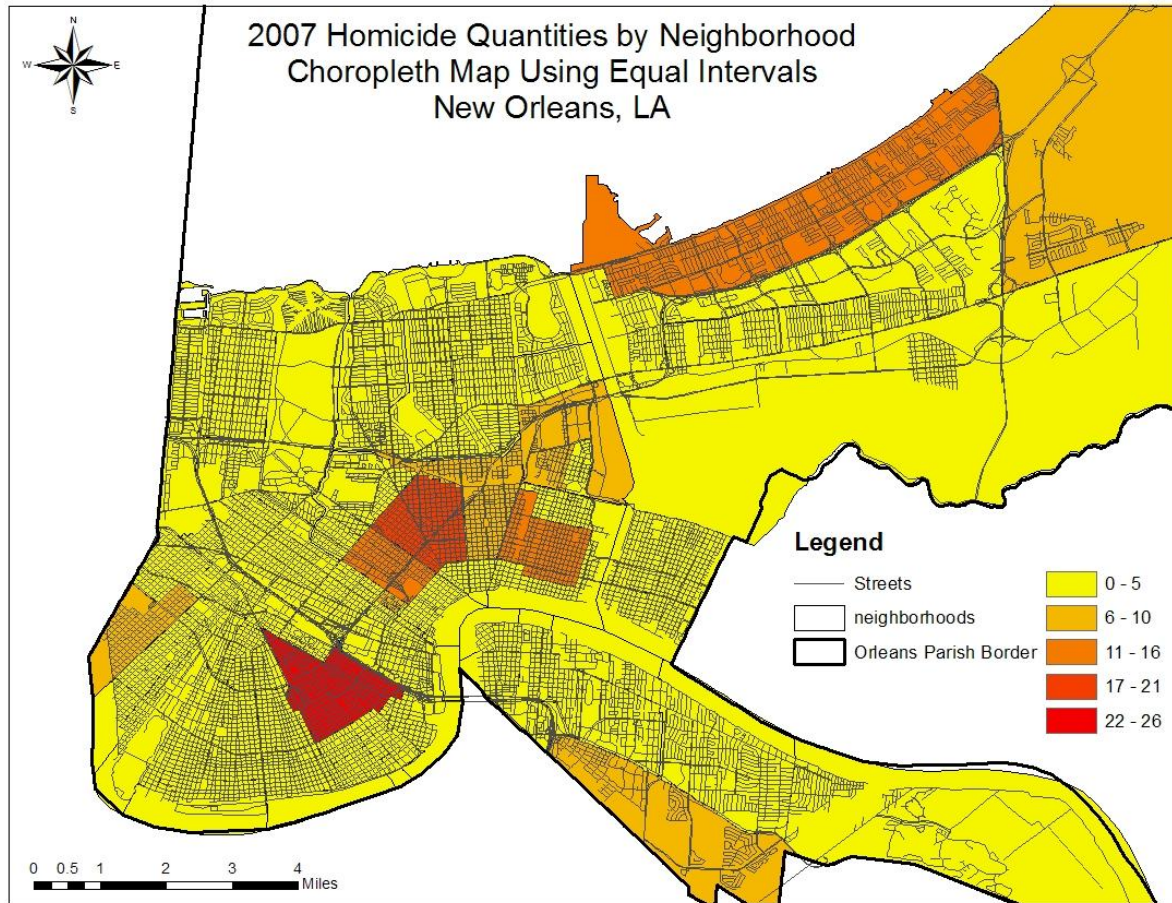 N
W E
S
2007 Homicide Quantities by Neighborhood
Choropleth Map Using Equal Intervals
New Orleans, LA
Legend
Streets
neighborhoods
Orleans Parish Border
0 - 5
6 - 10
11 - 16
17 - 21
22 - 26
0 0.5 1 2 3 4
Miles